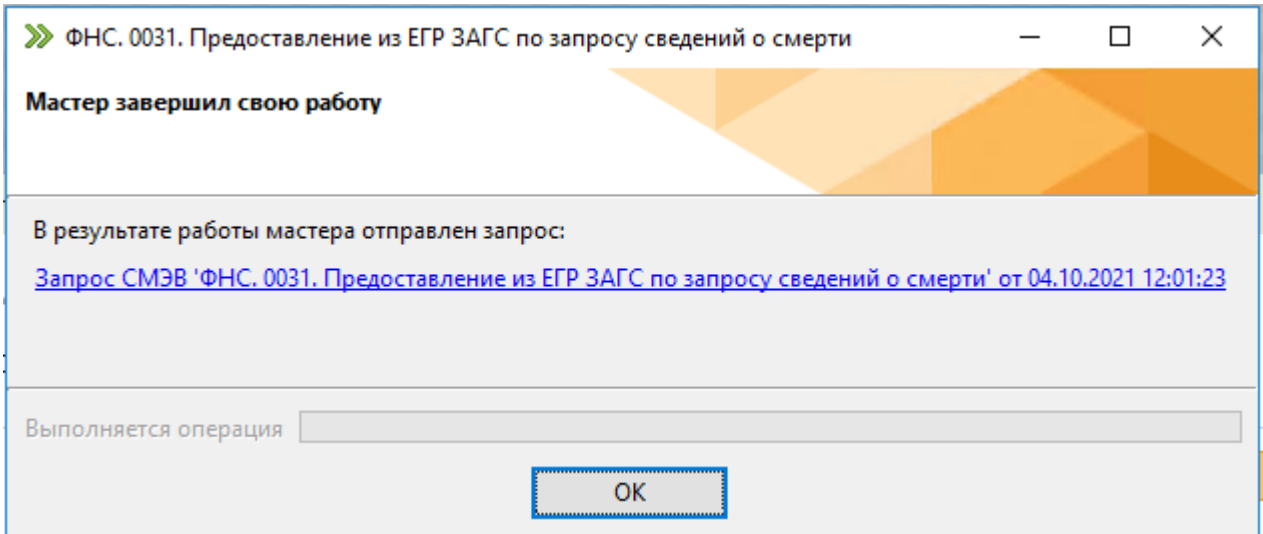 ФНС. 0031. Предоставление из ЕГР ЗАГС по запросу сведений о смерти
Мастер завершил свою работу
В результате работы мастера отправлен запрос:
Запрос СМЭВ 'ФНС. 0031. Предоставление из ЕГР ЗАГС по запросу сведений о смерти' от 04.10.2021 12:01:23
Выполняется операция
ОК